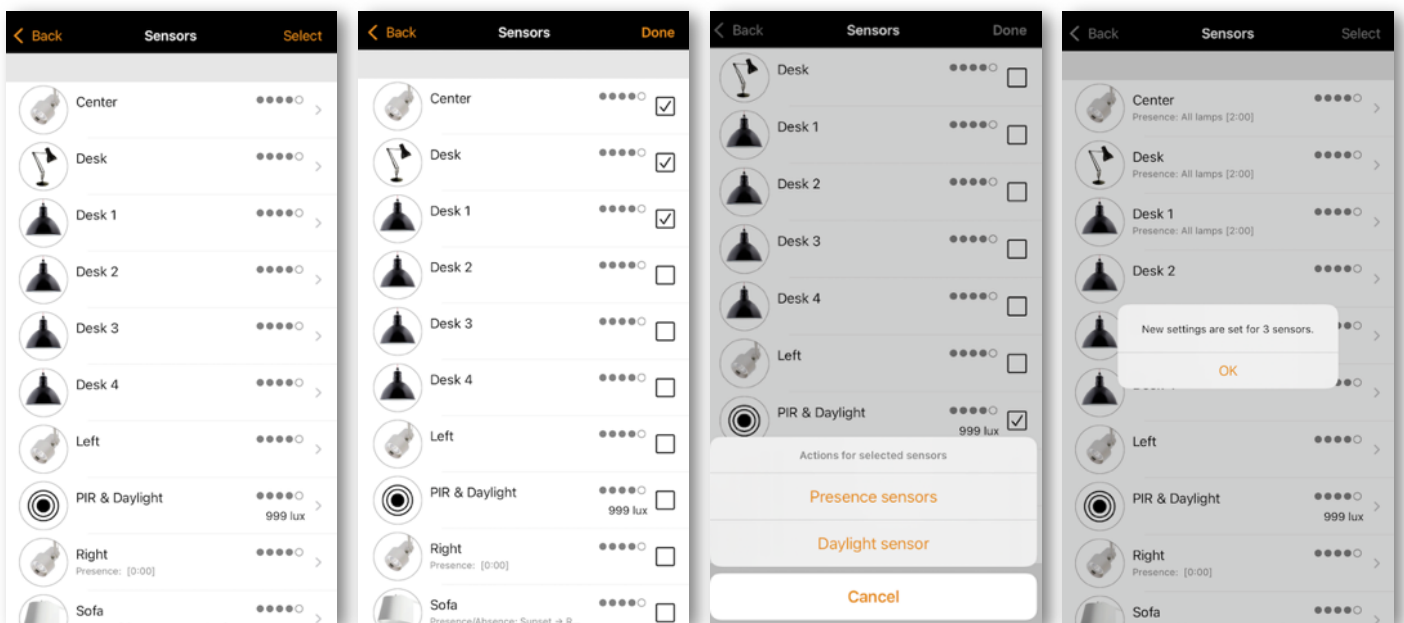 Back Sensors Select
Center
Desk
Desk 1
Desk 2
Desk 3
Desk 4
Left
PIR & Daylight
999 lux
Right
Presence: [0:00]
Sofa
Back Sensors Done
Center
Desk
Desk 1
Desk 2
Desk 3
Desk 4
Left
PIR & Daylight
999 lux
Right
Presence: [0:00]
Sofa
Presence/Absence: Sunset → R
Back Sensors Done
Desk
Desk 1
Desk 2
Desk 3
Desk 4
Left
PIR & Daylight
999 lux
Actions for selected sensors
Presence sensors
Daylight sensor
Cancel
Back Sensors Select
Center
Presence: All lamps [2:00]
Desk
Presence: All lamps [2:00]
Desk 1
Presence: All lamps [2:00]
Desk 2
New settings are set for 3 sensors.
OK
Left
PIR & Daylight
999 lux
Right
Presence: [0:00]
Sofa